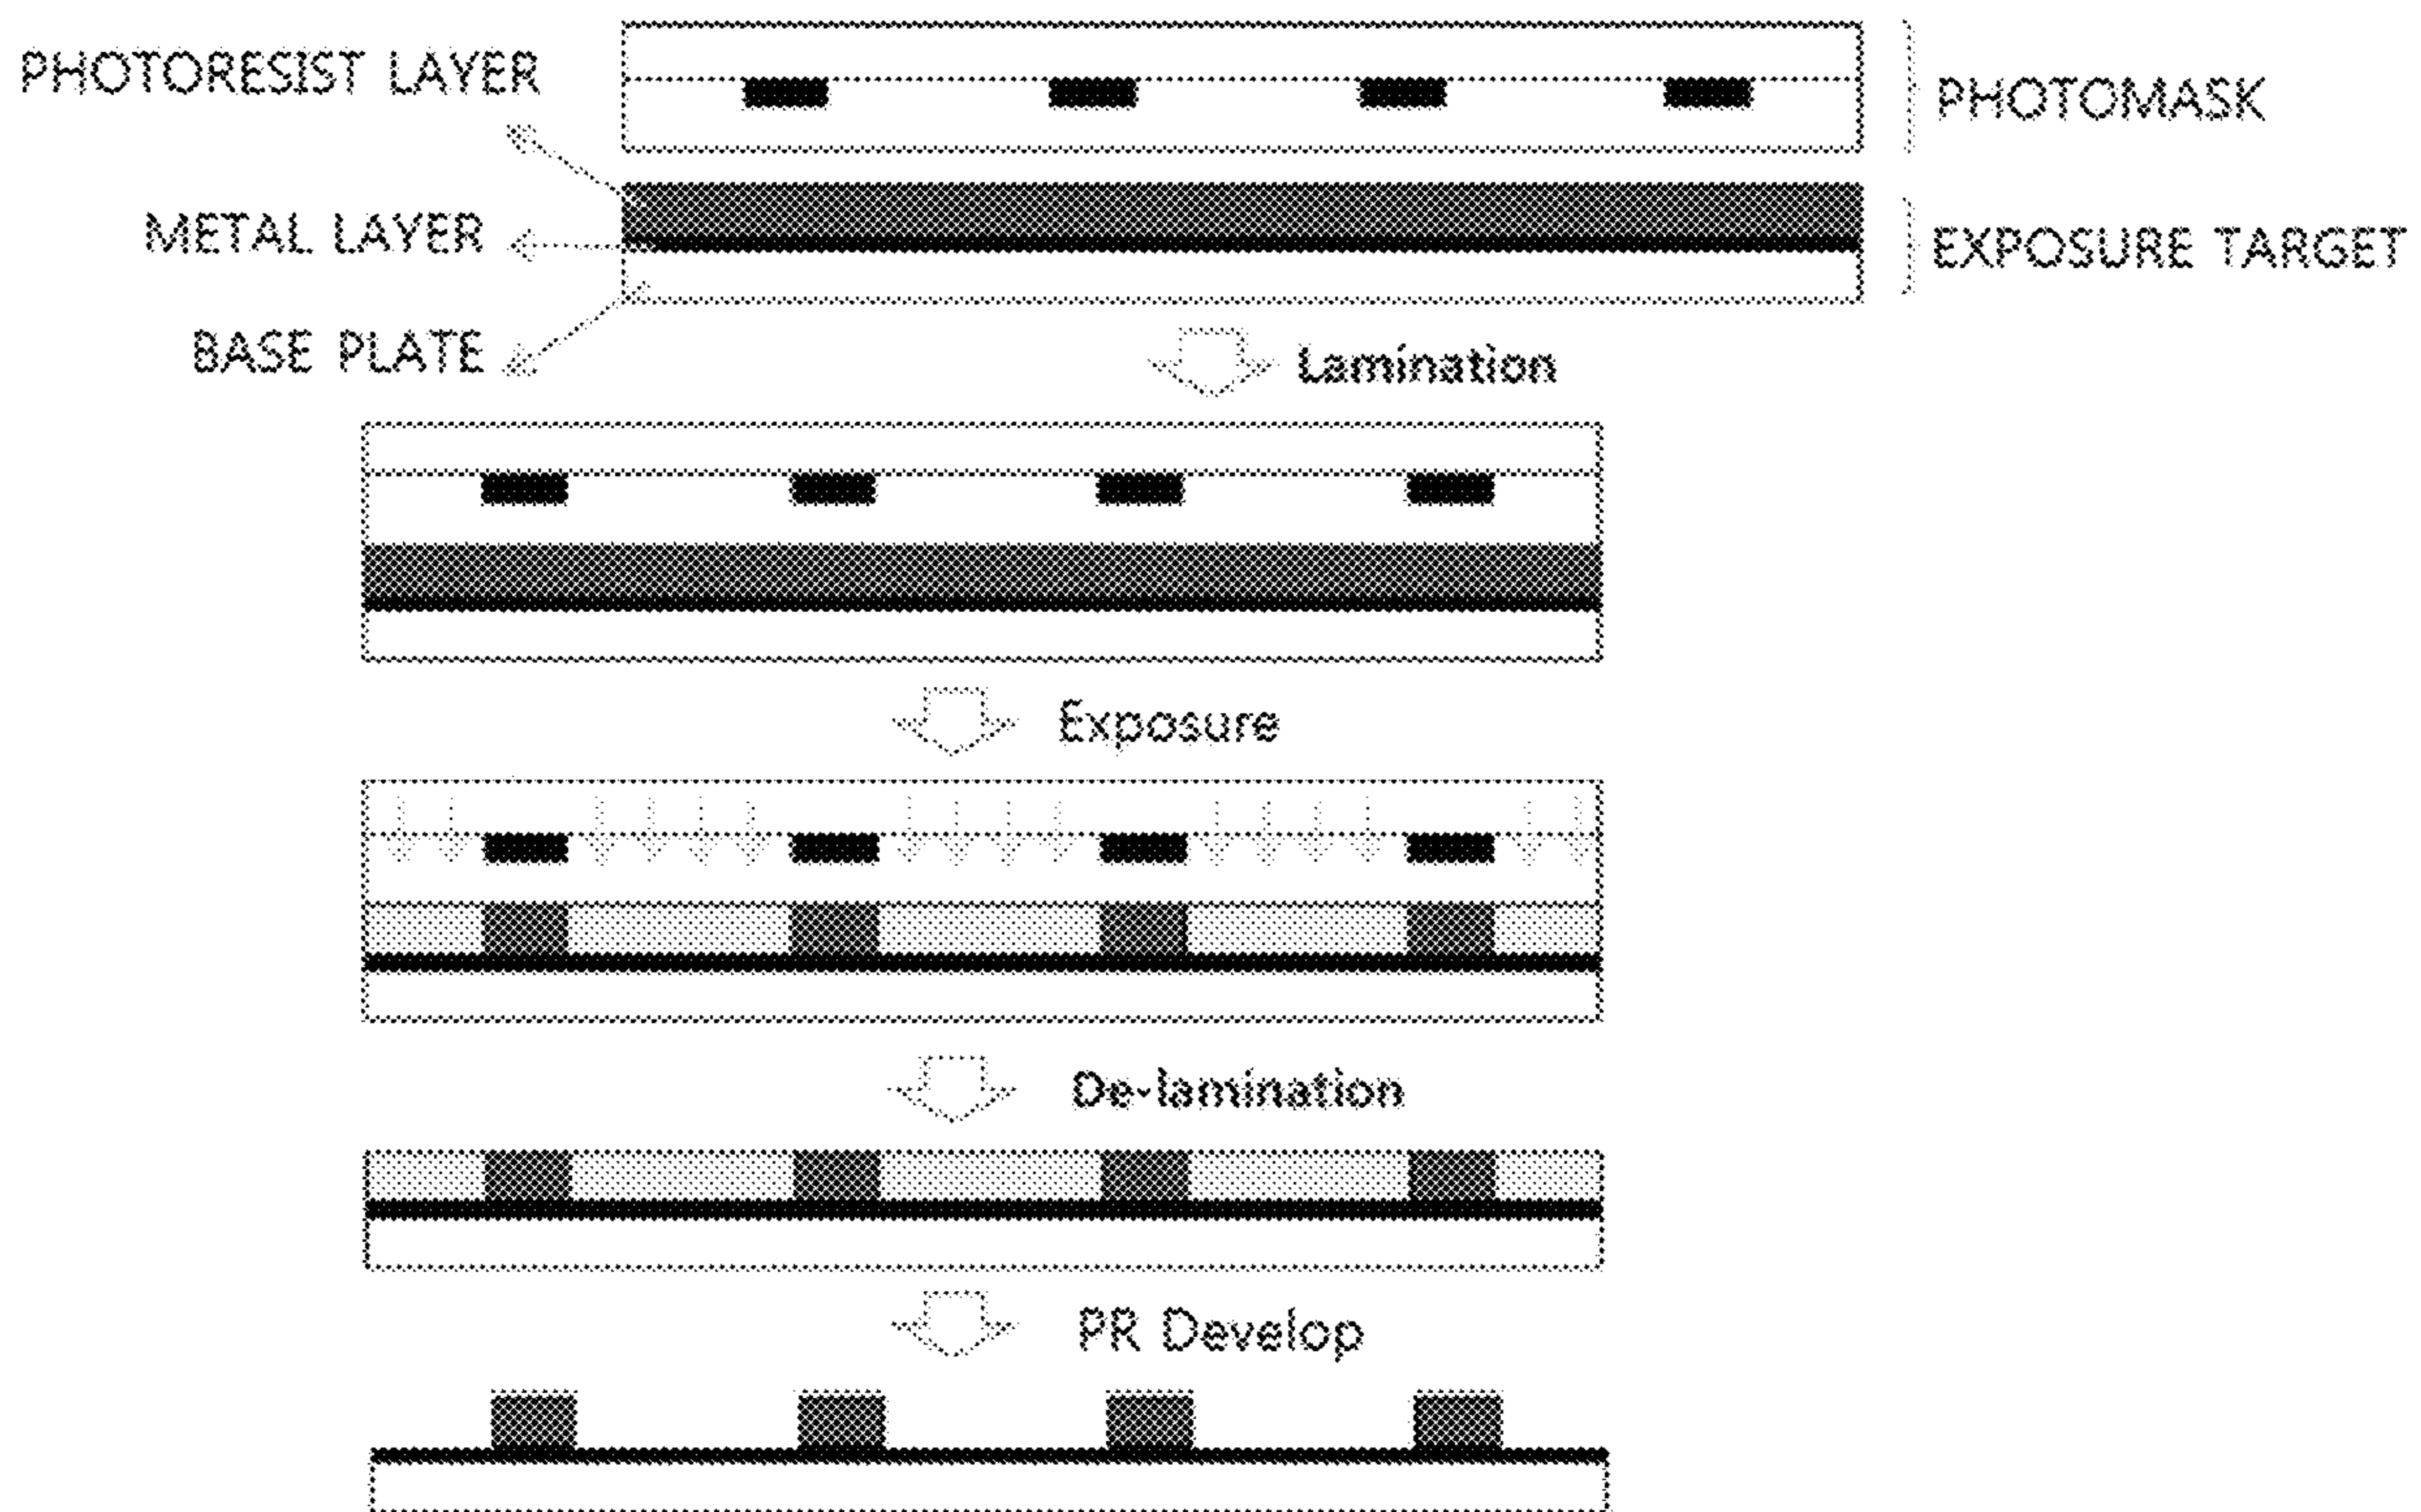 PHOTORESIST LAYER
PHOTOMASK
METAL LAYER
EXPOSURE TARGET
BASE PLATE
Lamination
Exposure
De-lamination
PR Develop